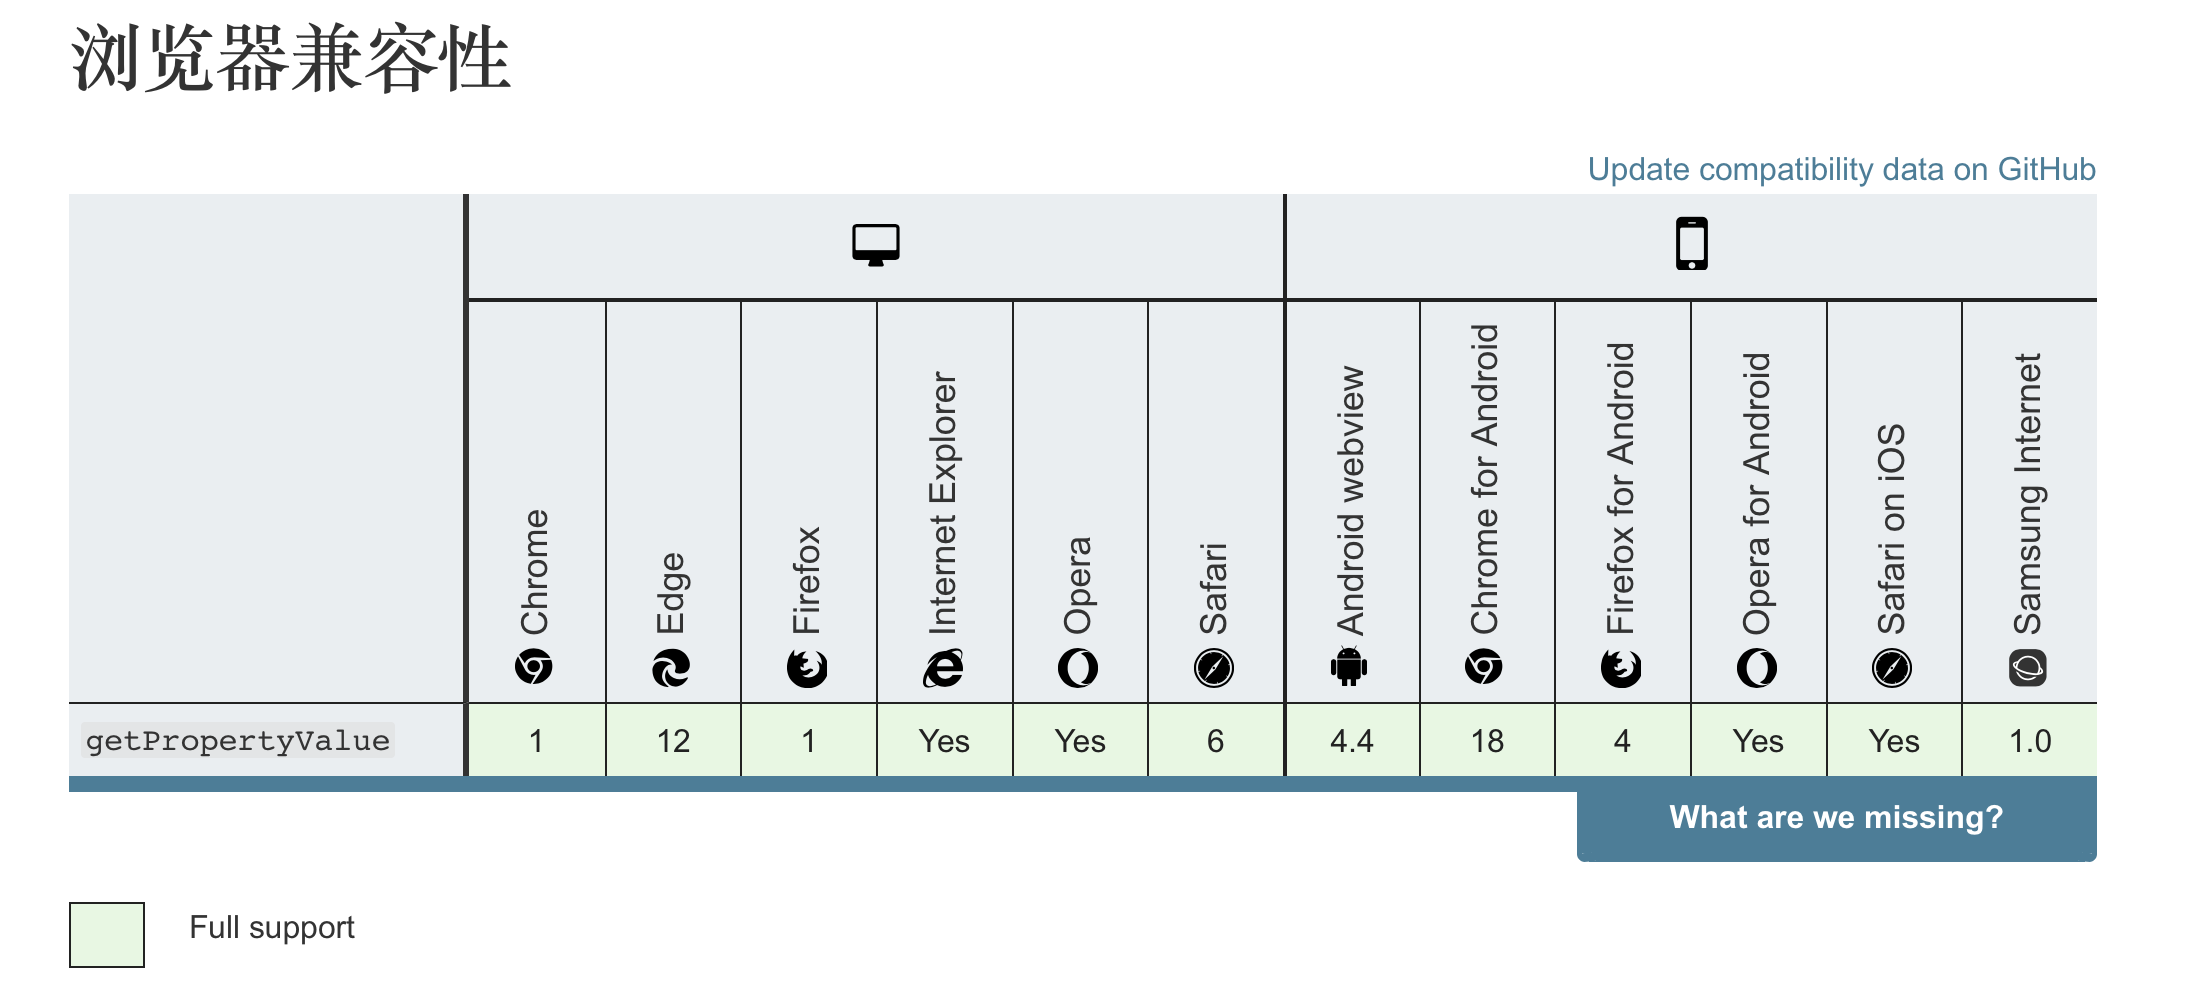 浏览器兼容性
Update compatibility data on GitHub
Chrome
Edge
Firefox
Internet Explorer
Opera
Safari
Android webview
Chrome for Android
Firefox for Android
Opera for Android
Safari on iOS
Samsung Internet
getPropertyValue 1 12 1 Yes Yes 6 4.4 18 4 Yes Yes 1.0
What are we missing?
Full support